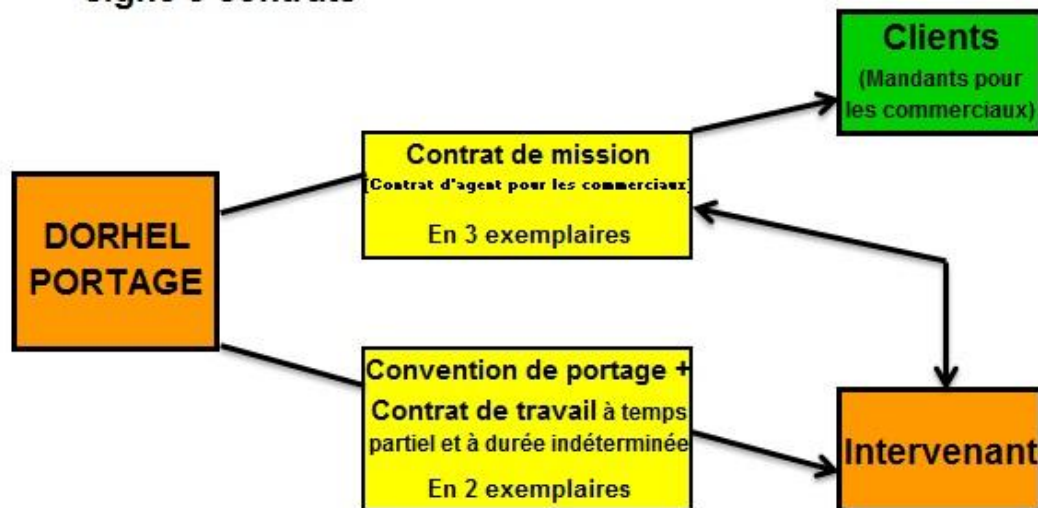 Clients
(Mandants pour
les commerciaux)
Contrat de mission
(Contrat d'agent pour les commerciaux)
En 3 exemplaires
DORHEL
PORTAGE
Convention de portage +
Contrat de travail à temps
partiel et à durée indéterminée
En 2 exemplaires
Intervenant